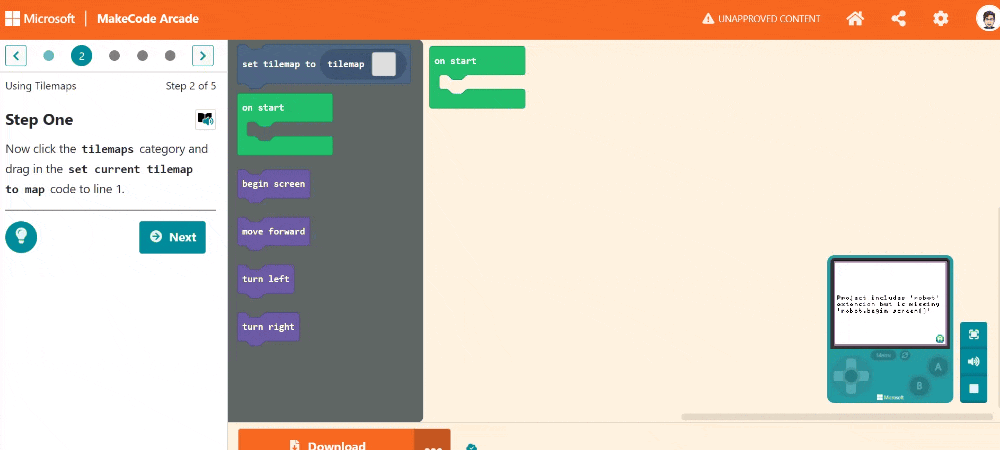 Microsoft | MakeCode Arcade
UNAPPROVED CONTENT
2
Using Tilemaps
Step 2 of 5
Step One
Now click the tilemaps category and
drag in the set current tilemap
to map code to line 1.
Next
set tilemap to tilemap
on start
begin screen
move forward
turn left
turn right
on start
Project includes 'robot'
extension but is missing
'robot.begin screen()'
Menu
A
B
Microsoft
Download